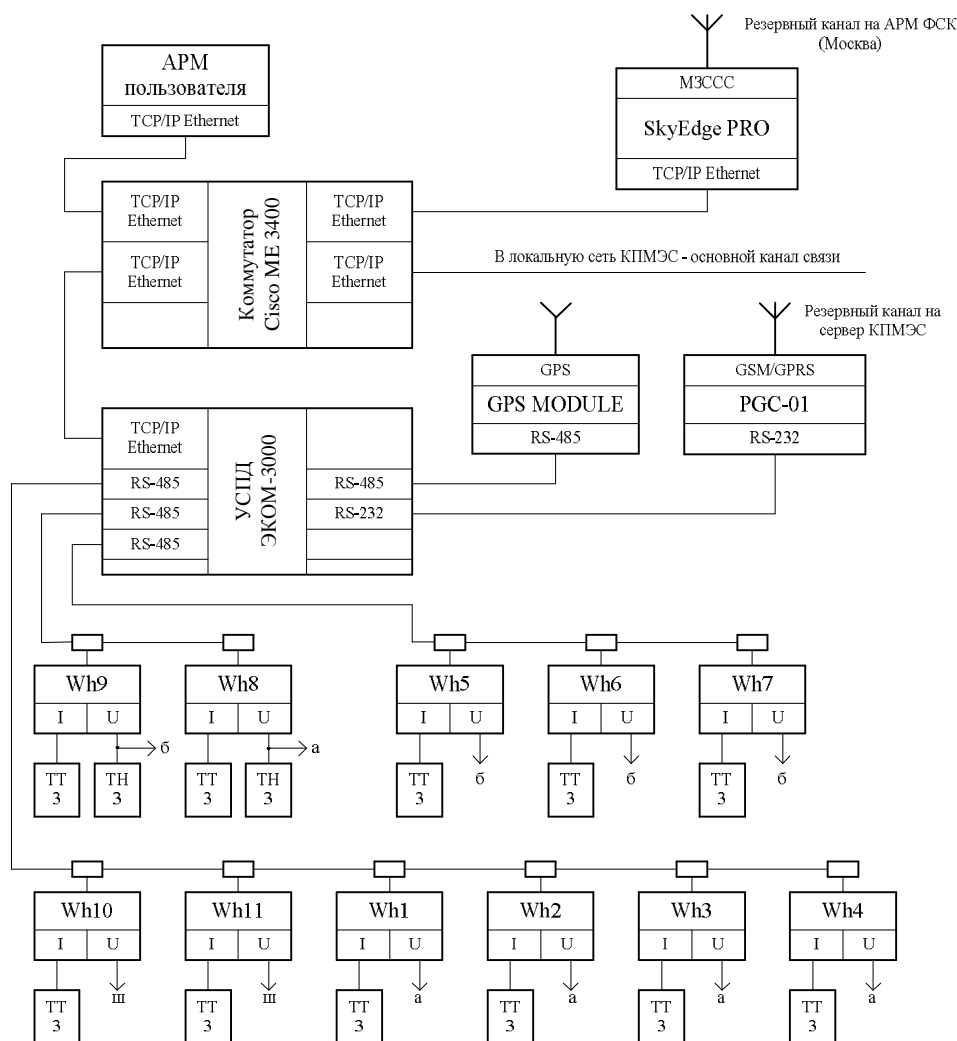 Резервный канал на АРМ ФСК
(Москва)
АРМ
пользователя
TCP/IP Ethernet
МЗССС
SkyEdge PRO
TCP/IP Ethernet
TCP/IP
Ethernet
TCP/IP
Ethernet
Коммутатор
Cisco ME 3400
TCP/IP
Ethernet
TCP/IP
Ethernet
В локальную сеть КПМЭС - основной канал связи
Резервный канал на
сервер КПМЭС
GPS
GPS MODULE
RS-485
GSM/GPRS
PGC-01
RS-232
TCP/IP
Ethernet
RS-485
RS-485
RS-485
УСПД
ЭКОМ-3000
RS-485
RS-232
Wh9
I U
б
ТТ
3
ТН
3
Wh8
I U
а
ТТ
3
ТН
3
Wh5
I U
б
ТТ
3
Wh6
I U
б
ТТ
3
Wh7
I U
б
ТТ
3
Wh10
I U
ш
ТТ
3
Wh11
I U
ш
ТТ
3
Wh1
I U
а
ТТ
3
Wh2
I U
а
ТТ
3
Wh3
I U
а
ТТ
3
Wh4
I U
а
ТТ
3